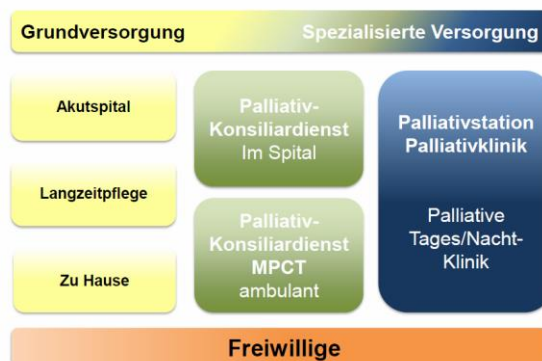 Grundversorgung
Spezialisierte Versorgung
Akutspital
Langzeitpflege
Zu Hause
Palliativ-
Konsiliardienst
Im Spital
Palliativ-
Konsiliardienst
MPCT
ambulant
Palliativstation
Palliativklinik
Palliative
Tages/Nacht-
Klinik
Freiwillige